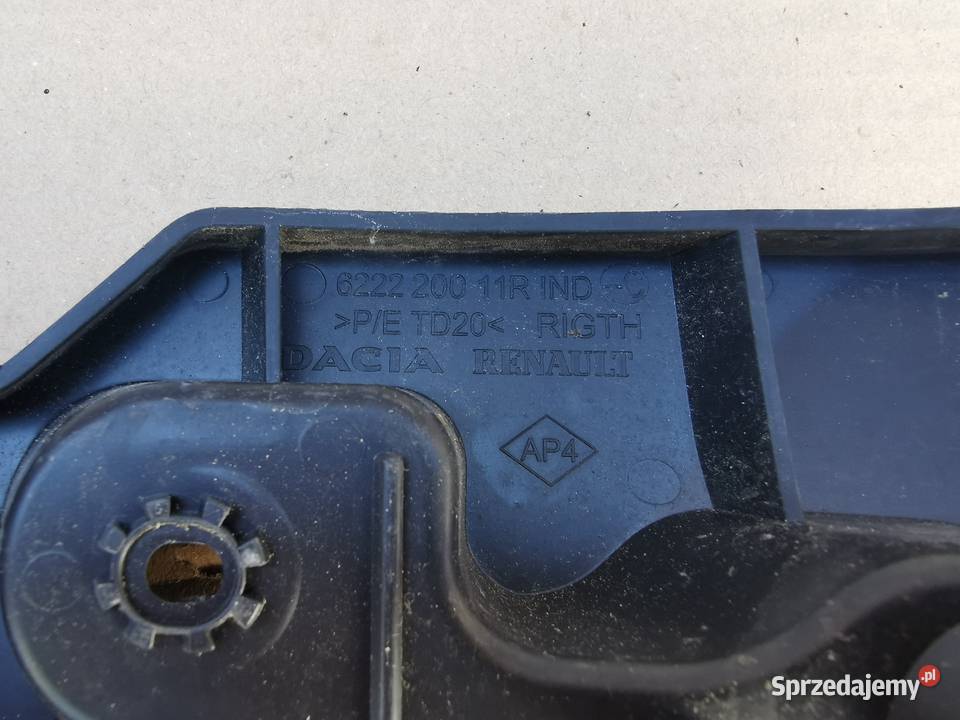 6222 200 11R IND
>P/E TD20< RIGTH
DACIA RENAULT
AP4
Sprzedajemy.pl